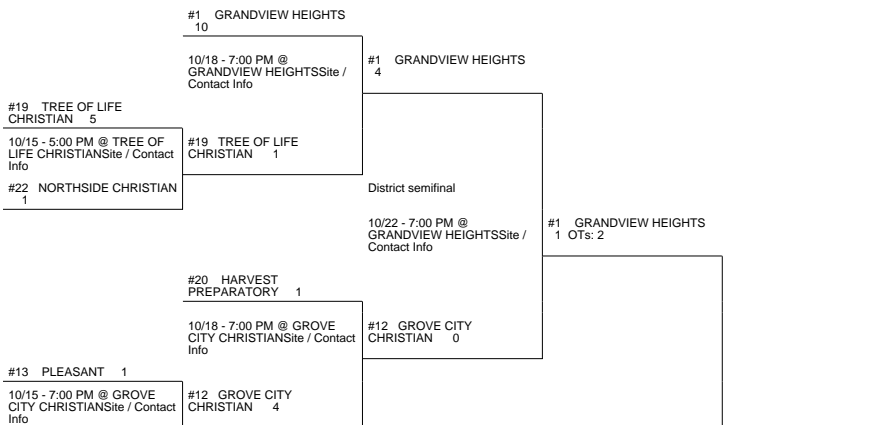 #1 GRANDVIEW HEIGHTS
10
10/18 - 7:00 PM @
GRANDVIEW HEIGHTSSite /
Contact Info
#1 GRANDVIEW HEIGHTS
4
#19 TREE OF LIFE
CHRISTIAN 5
10/15 - 5:00 PM @ TREE OF
LIFE CHRISTIANSite / Contact
Info
#19 TREE OF LIFE
CHRISTIAN 1
#22 NORTHSIDE CHRISTIAN
1
District semifinal
10/22 - 7:00 PM @
GRANDVIEW HEIGHTSSite /
Contact Info
#1 GRANDVIEW HEIGHTS
1 OTs: 2
#20 HARVEST
PREPARATORY 1
10/18 - 7:00 PM @ GROVE
CITY CHRISTIANSite / Contact
Info
#12 GROVE CITY
CHRISTIAN 0
#13 PLEASANT 1
10/15 - 7:00 PM @ GROVE
CITY CHRISTIANSite / Contact
Info
#12 GROVE CITY
CHRISTIAN 4